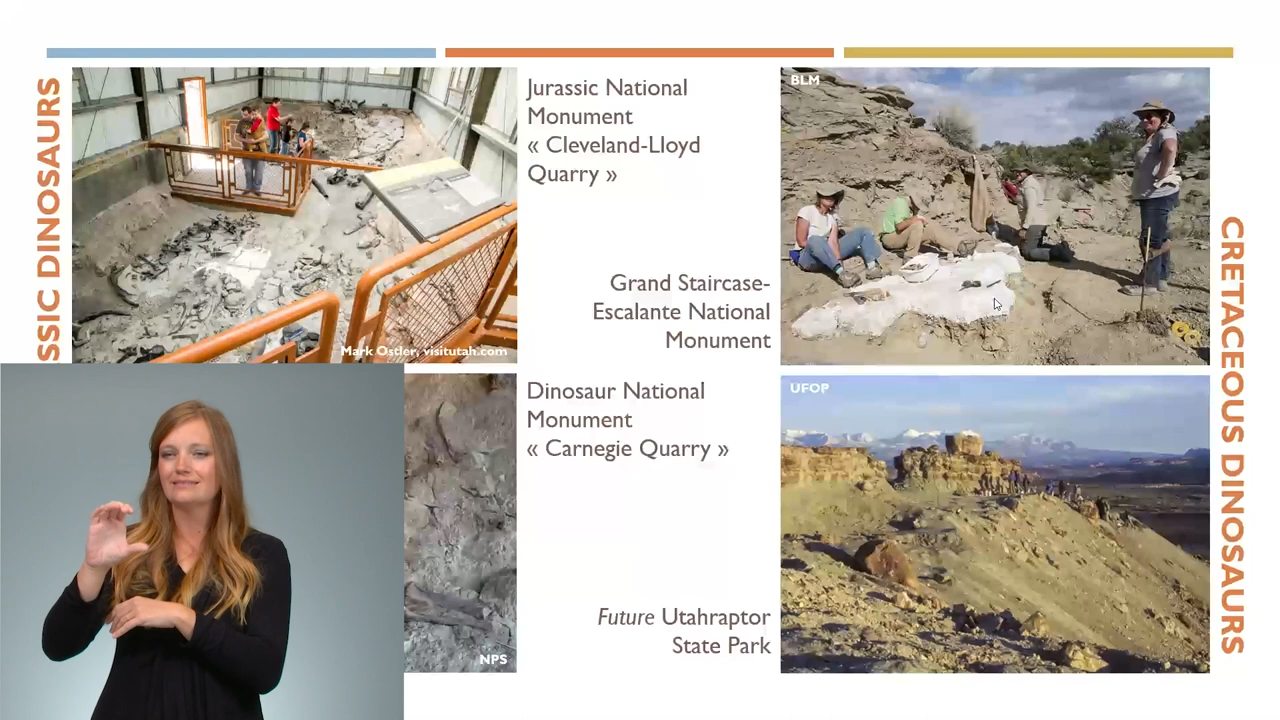 SSIC DINOSAURS
Jurassic National
Monument
« Cleveland-Lloyd
Quarry »
Mark Ostler, visitutah.com
BLM
Grand Staircase-
Escalante National
Monument
Dinosaur National
Monument
« Carnegie Quarry »
NPS
UFOP
Future Utahraptor
State Park
CRETACEOUS DINOSAURS